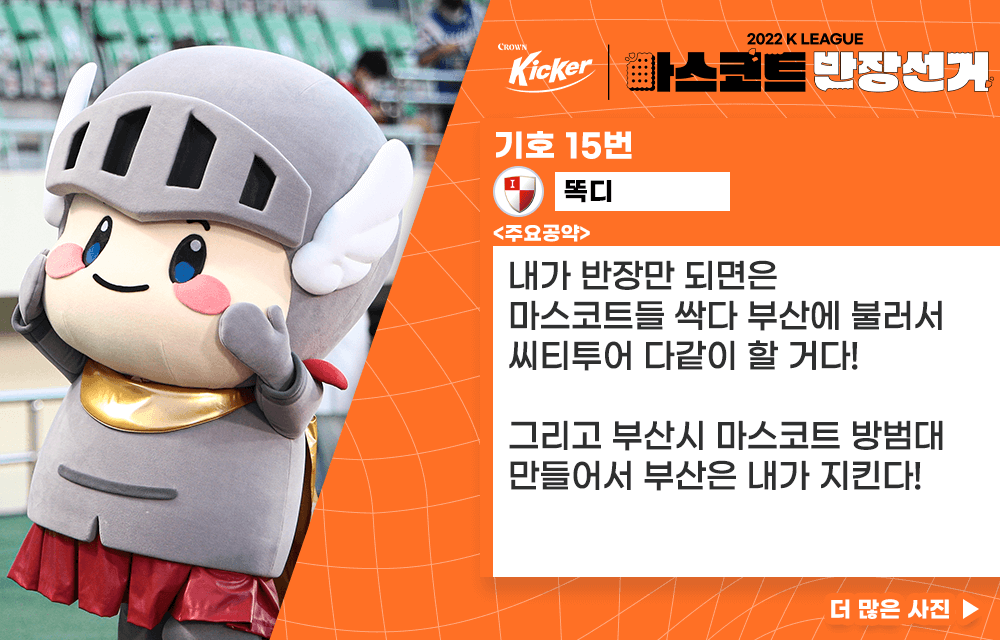 CROWN
Kicker
2022 K LEAGUE
마스코트 반장선거
기호 15번
I
똑디
<주요공약>
내가 반장만 되면은
마스코트들 싹다 부산에 불러서
씨티투어 다같이 할 거다!
그리고 부산시 마스코트 방범대
만들어서 부산은 내가 지킨다!
더 많은 사진 ▶